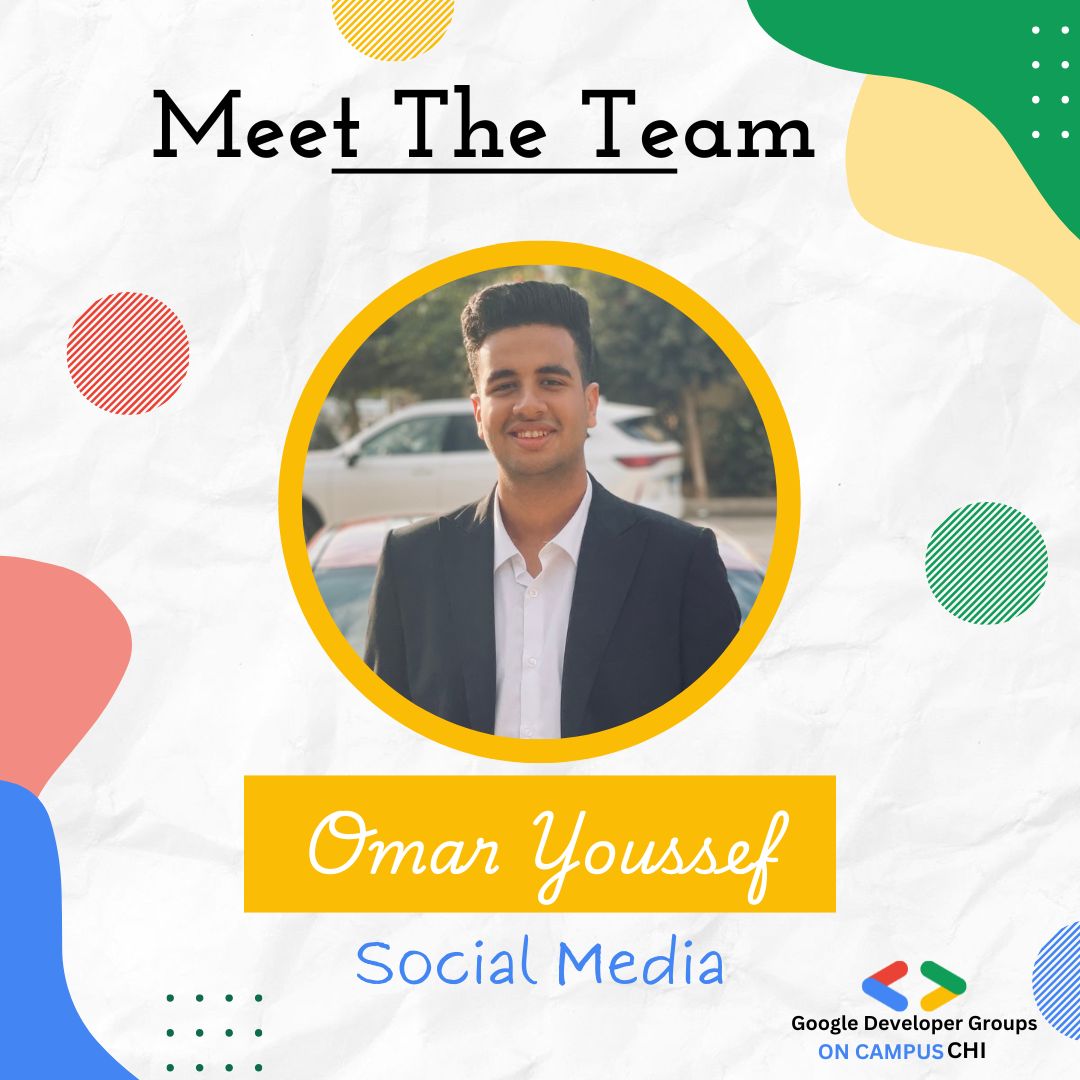 Meet The Team
Omar Youssef
Social Media
Google Developer Groups
ON CAMPUS CHI